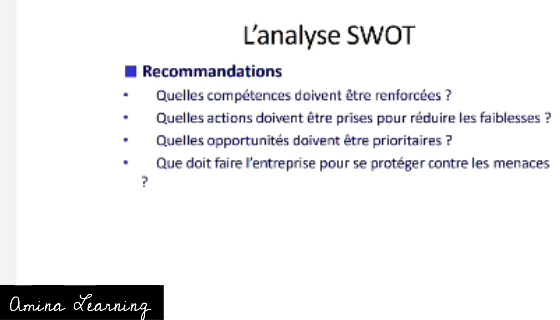 L'analyse SWOT
Recommandations
• Quelles compétences doivent être renforcées ?
• Quelles actions doivent être prises pour réduire les faiblesses ?
• Quelles opportunités doivent être prioritaires ?
• Que doit faire l'entreprise pour se protéger contre les menaces
?
Amina Learning